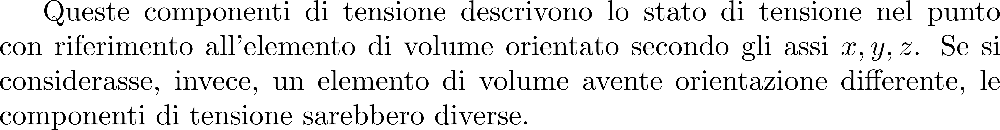 Queste componenti di tensione descrivono lo stato di tensione nel punto
con riferimento all'elemento di volume orientato secondo gli assi x, y, z. Se si
considerasse, invece, un elemento di volume avente orientazione differente, le
componenti di tensione sarebbero diverse.